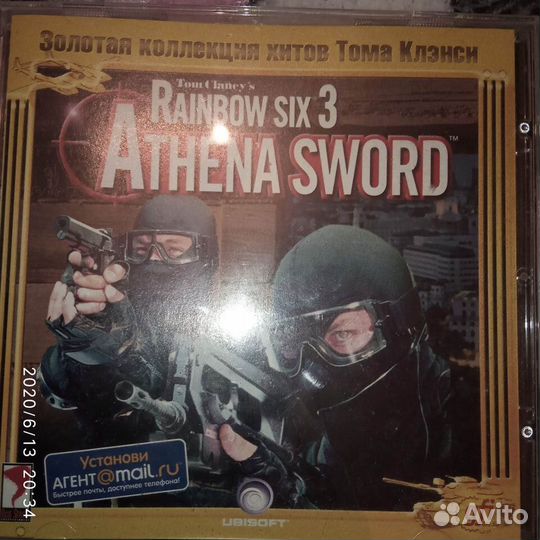 Золотая коллекция хитов Тома Клэнси
Tom Clancy's
RAINBOW SIX 3
ATHENA SWORD™
Установи
АГЕНТ@mail.ru®
Быстрее почты, доступнее телефона!
UBISOFT
2020/6/13 20:34
Avito